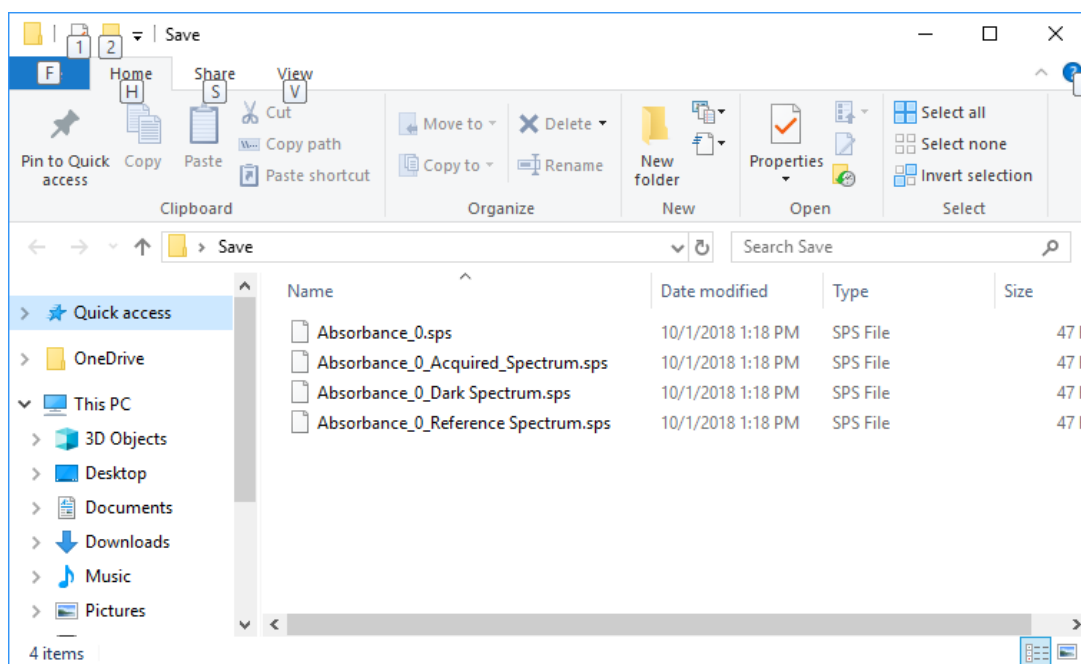 Save
1 2
F
Home Share View
H S V
Pin to Quick access
Copy
Paste
Cut
Copy path
Paste shortcut
Move to
Copy to
Delete
Rename
New folder
Properties
Select all
Select none
Invert selection
Clipboard Organize New Open Select
Save
Search Save
Name Date modified Type Size
Absorbance_0.sps 10/1/2018 1:18 PM SPS File 47
Absorbance_0_Acquired_Spectrum.sps 10/1/2018 1:18 PM SPS File 47
Absorbance_0_Dark Spectrum.sps 10/1/2018 1:18 PM SPS File 47
Absorbance_0_Reference Spectrum.sps 10/1/2018 1:18 PM SPS File 47
Quick access
OneDrive
This PC
3D Objects
Desktop
Documents
Downloads
Music
Pictures
4 items